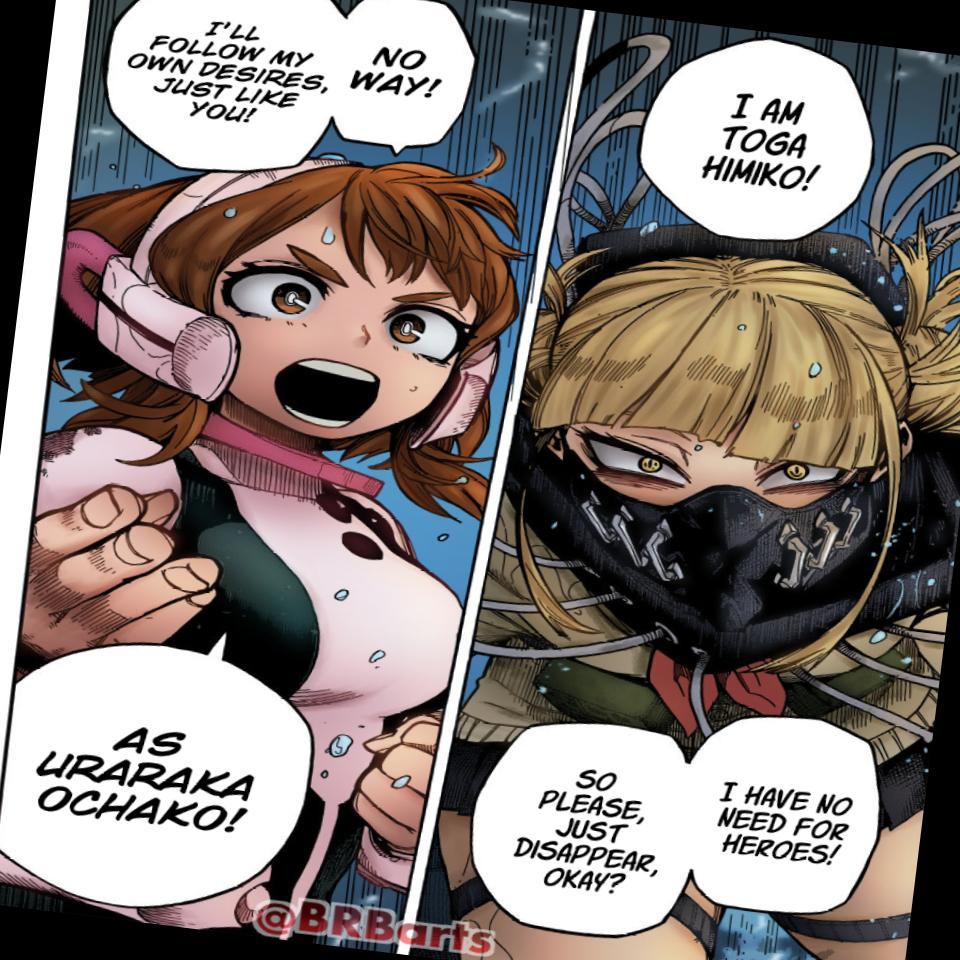 I AM
TOGA
HIMIKO!
I HAVE NO
NEED FOR
HEROES!
SO
PLEASE,
JUST
DISAPPEAR,
OKAY?
NO
WAY!
I'LL
FOLLOW MY
OWN DESIRES,
JUST LIKE
YOU!
AS
URARAKA
OCHAKO!
@BRBarts